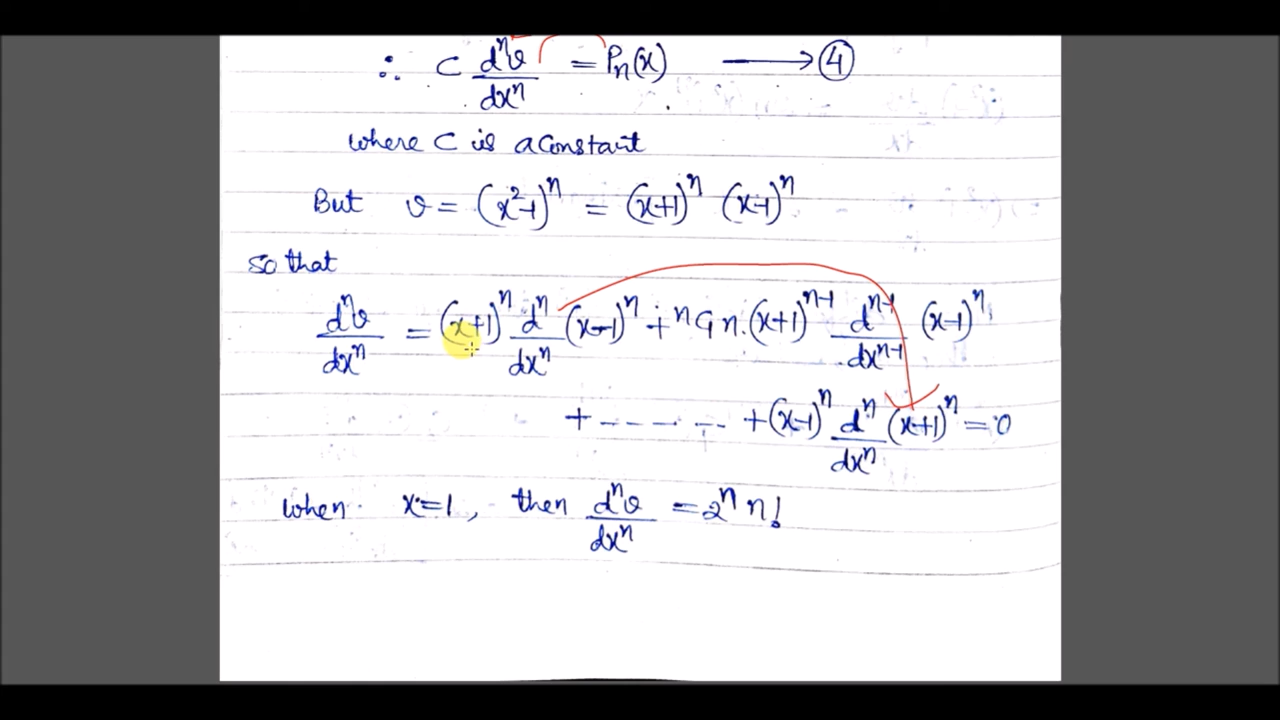 ∴ C dⁿv/dxⁿ = Pₙ(x) ⟶ ④
where C is a constant
But v = (x²-1)ⁿ = (x+1)ⁿ (x-1)ⁿ
so that
dⁿv/dxⁿ = (x+1)ⁿ dⁿ/dxⁿ (x-1)ⁿ + ⁿC₁ n.(x+1)ⁿ⁻¹ dⁿ⁻¹/dxⁿ⁻¹ (x-1)ⁿ
+ ------ + (x-1)ⁿ dⁿ/dxⁿ (x+1)ⁿ = 0
when x=1, then dⁿv/dxⁿ = 2ⁿ n!